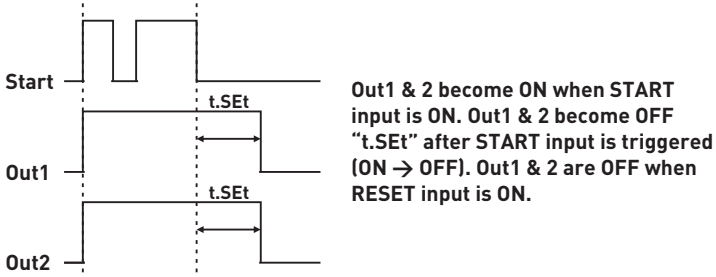 Start
t.SEt
Out1
t.SEt
Out2
Out1 & 2 become ON when START
input is ON. Out1 & 2 become OFF
“t.SEt” after START input is triggered
(ON → OFF). Out1 & 2 are OFF when
RESET input is ON.